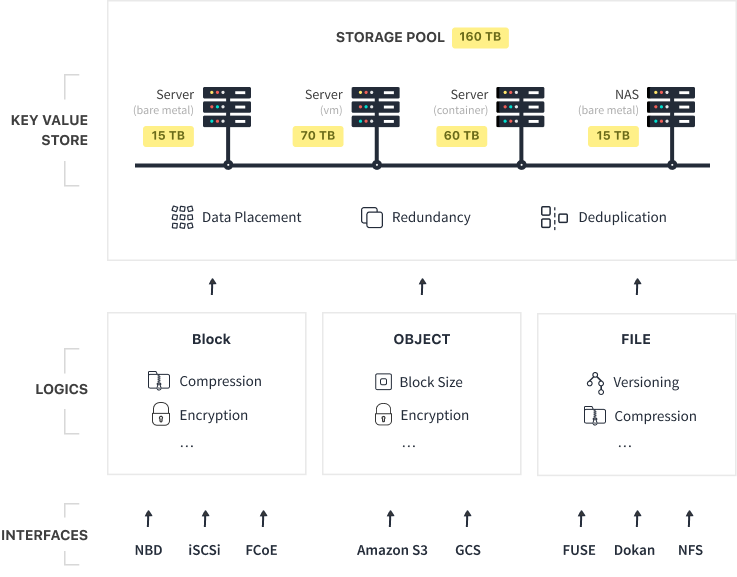 STORAGE POOL 160 TB
KEY VALUE
STORE
Server
(bare metal)
15 TB
Server
(vm)
70 TB
Server
(container)
60 TB
NAS
(bare metal)
15 TB
Data Placement
Redundancy
Deduplication
LOGICS
Block
Compression
Encryption
...
OBJECT
Block Size
Encryption
...
FILE
Versioning
Compression
...
INTERFACES
NBD iSCSi FCoE
Amazon S3 GCS
FUSE Dokan NFS